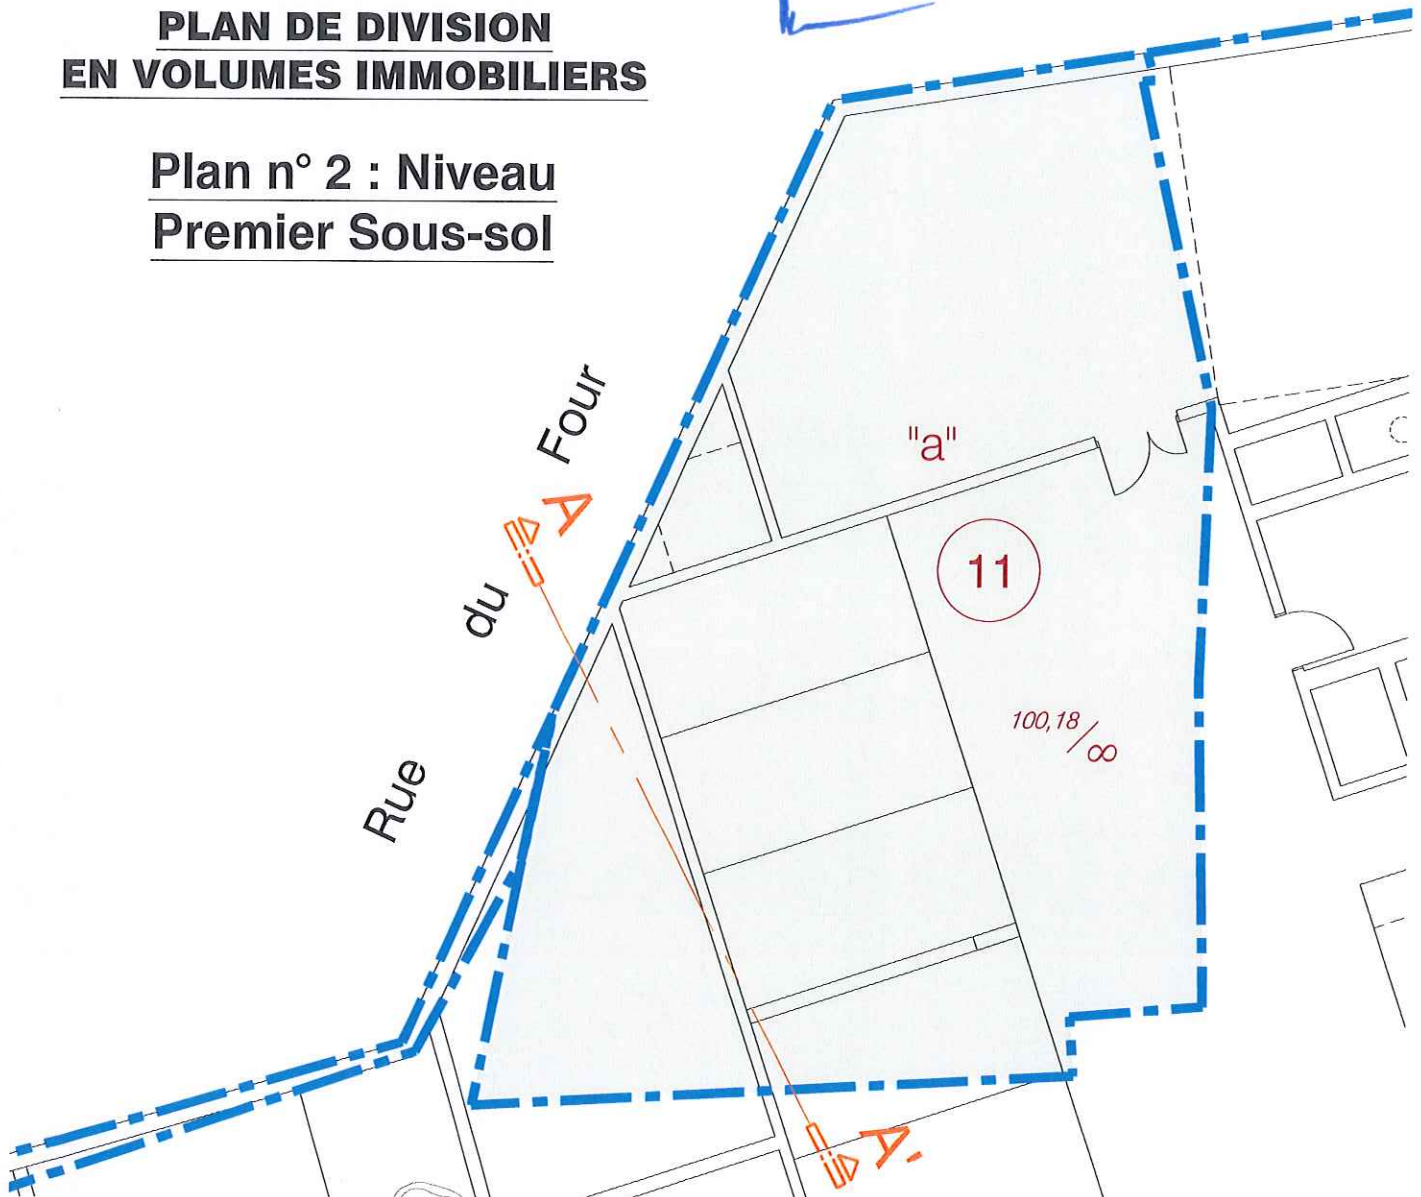 PLAN DE DIVISION
EN VOLUMES IMMOBILIERS
Plan n° 2 : Niveau
Premier Sous-sol
Rue du Four
A
"a"
11
100,18/∞
A'